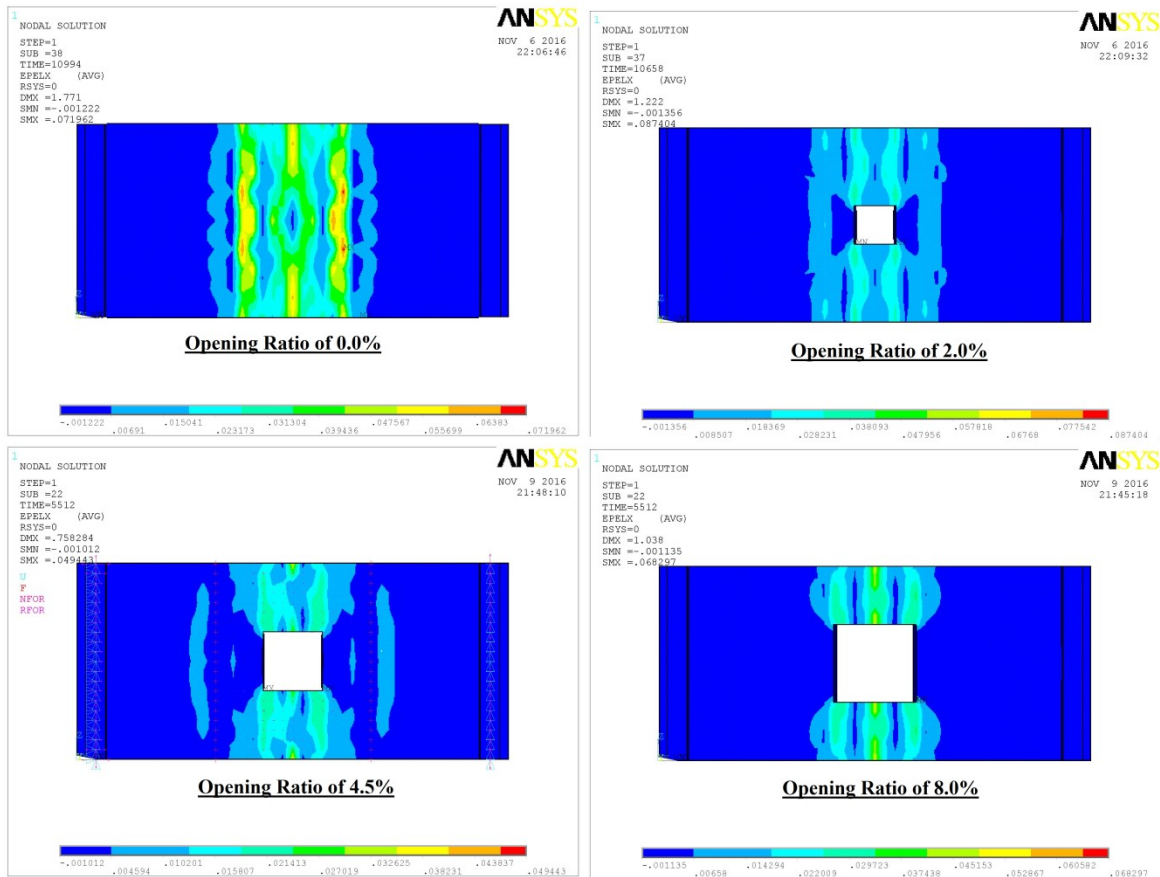 1
NODAL SOLUTION
STEP=1
SUB =38
TIME=10994
EPELX (AVG)
RSYS=0
DMX =1.771
SMN =-.001222
SMX =.071962
ANSYS
NOV 6 2016
22:06:46
Z
MX
Opening Ratio of 0.0%
-.001222 .015041 .031304 .047567 .06383
.00691 .023173 .039436 .055699 .071962
1
NODAL SOLUTION
STEP=1
SUB =37
TIME=10658
EPELX (AVG)
RSYS=0
DMX =1.222
SMN =-.001356
SMX =.087404
ANSYS
NOV 6 2016
22:09:32
MN
Z
Opening Ratio of 2.0%
-.001356 .018369 .038093 .057818 .077542
.008507 .028231 .047956 .06768 .087404
1
NODAL SOLUTION
STEP=1
SUB =22
TIME=5512
EPELX (AVG)
RSYS=0
DMX =.758284
SMN =-.001012
SMX =.049443
U
F
NFOR
RFOR
ANSYS
NOV 9 2016
21:48:10
Z
Opening Ratio of 4.5%
-.001012 .010201 .021413 .032625 .043837
.004594 .015807 .027019 .038231 .049443
1
NODAL SOLUTION
STEP=1
SUB =22
TIME=5512
EPELX (AVG)
RSYS=0
DMX =1.038
SMN =-.001135
SMX =.068297
ANSYS
NOV 9 2016
21:45:18
Z
Opening Ratio of 8.0%
-.001135 .014294 .029723 .045153 .060582
.00658 .022009 .037438 .052867 .068297